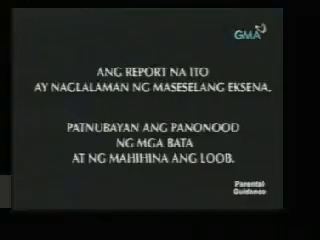 GMA
ANG REPORT NA ITO
AY NAGLALAMAN NG MASESELANG EKSENA.
PATNUBAYAN ANG PANONOOD
NG MGA BATA
AT NG MAHIHINA ANG LOOB.
Parental
Guidance